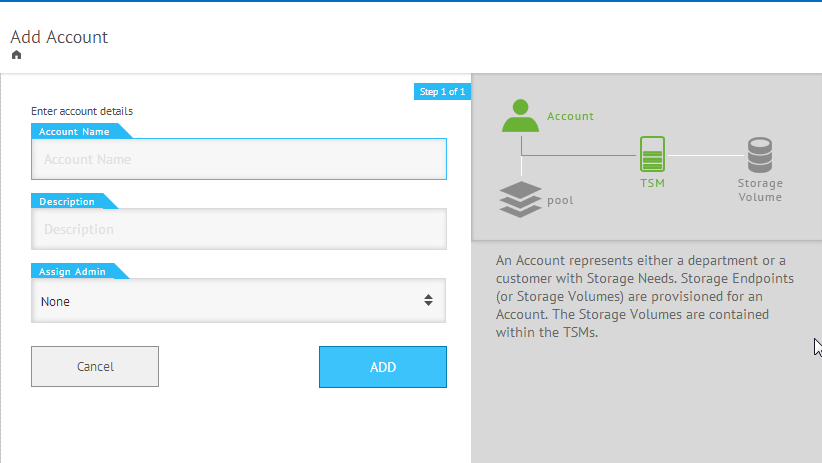 Add Account
Step 1 of 1
Enter account details
Account Name
Account Name
Description
Description
Assign Admin
None
Cancel
ADD
Account
TSM
Storage
Volume
pool
An Account represents either a department or a
customer with Storage Needs. Storage Endpoints
(or Storage Volumes) are provisioned for an
Account. The Storage Volumes are contained
within the TSMs.